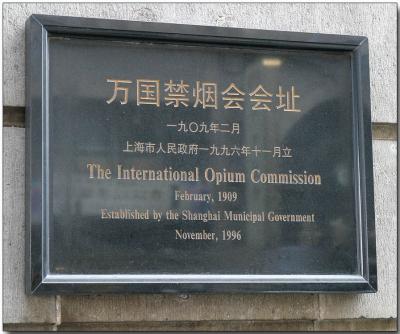 万国禁烟会会址
一九〇九年二月
上海市人民政府一九九六年十一月立
The International Opium Commission
February, 1909
Established by the Shanghai Municipal Government
November, 1996